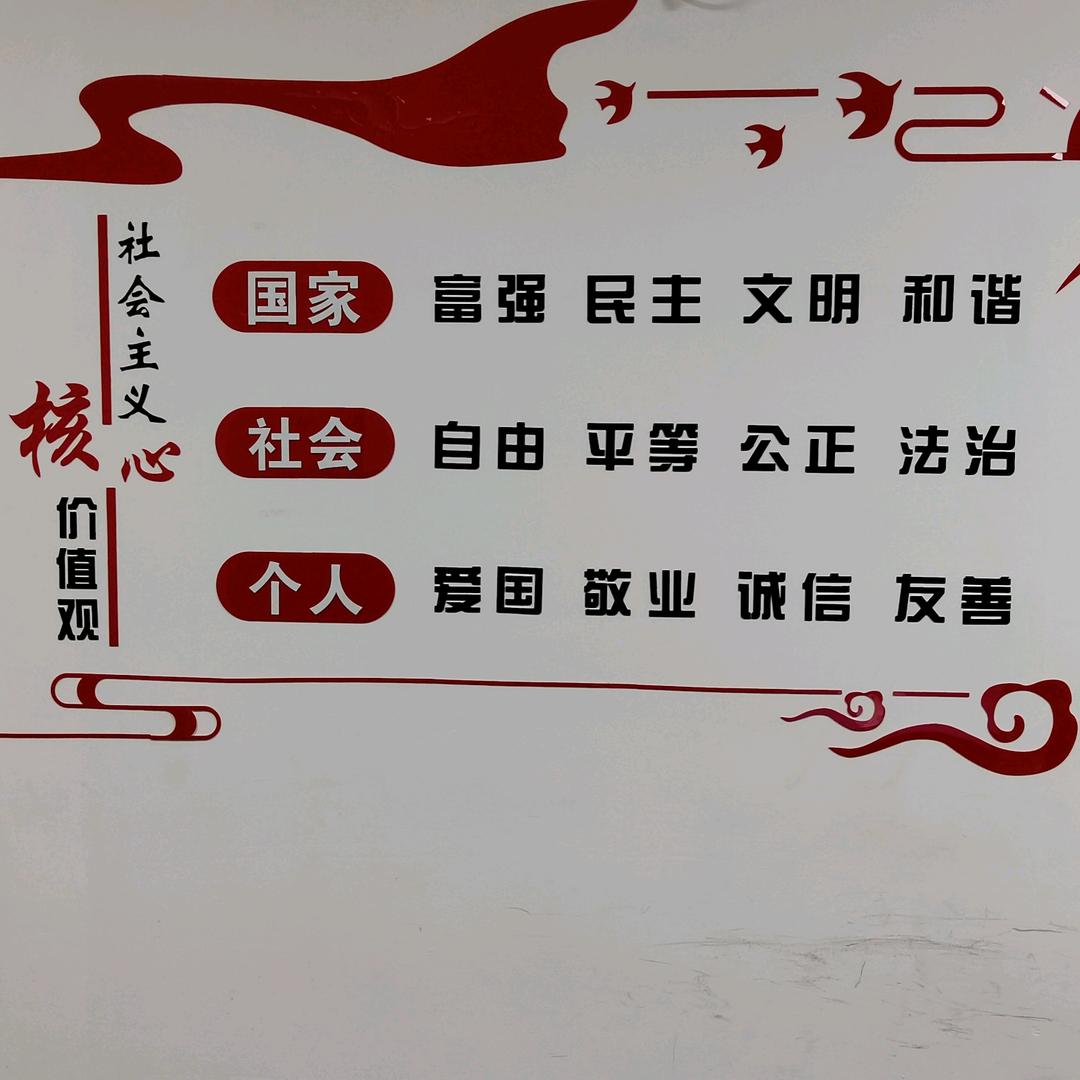 社会主义
核心
价值观
国家 富强 民主 文明 和谐
社会 自由 平等 公正 法治
个人 爱国 敬业 诚信 友善